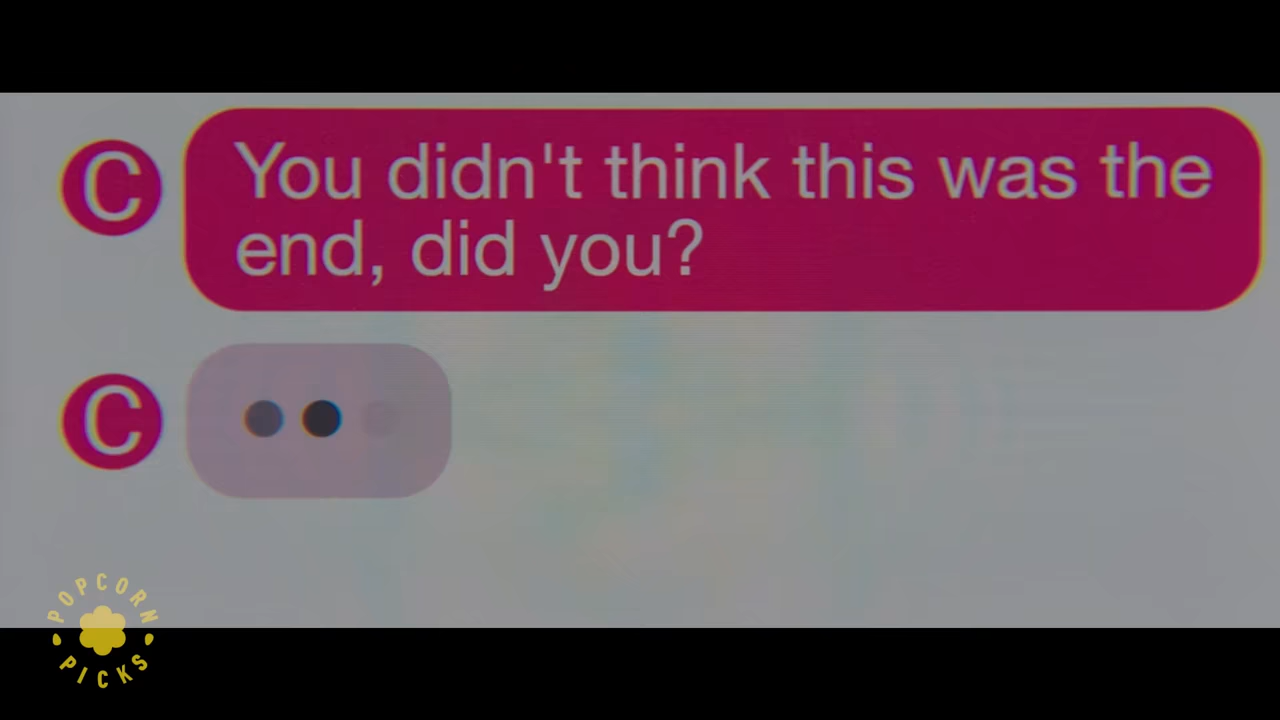 C
You didn't think this was the
end, did you?
C
POPCORN
PICKS